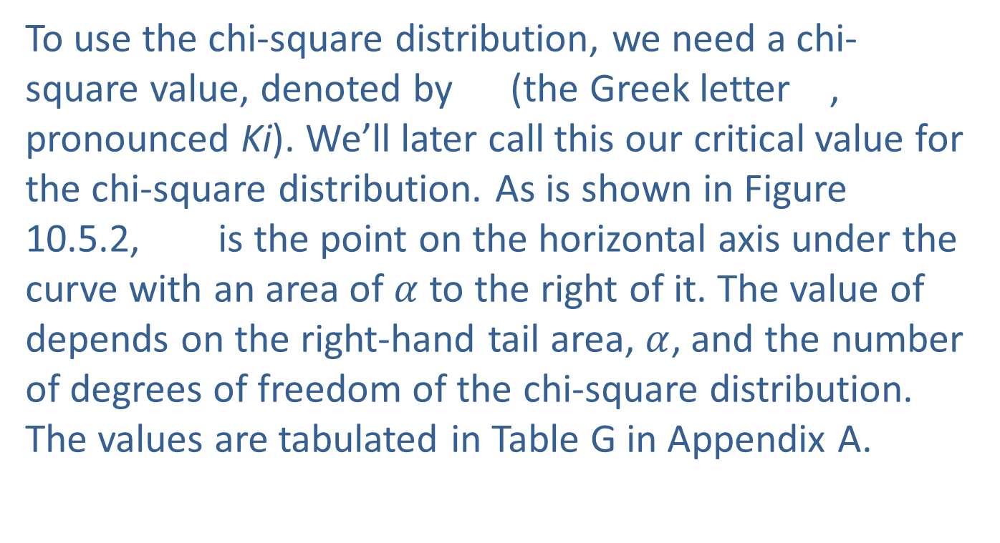 To use the chi-square distribution, we need a chi-
square value, denoted by (the Greek letter ,
pronounced Ki). We’ll later call this our critical value for
the chi-square distribution. As is shown in Figure
10.5.2, is the point on the horizontal axis under the
curve with an area of α to the right of it. The value of
depends on the right-hand tail area, α, and the number
of degrees of freedom of the chi-square distribution.
The values are tabulated in Table G in Appendix A.